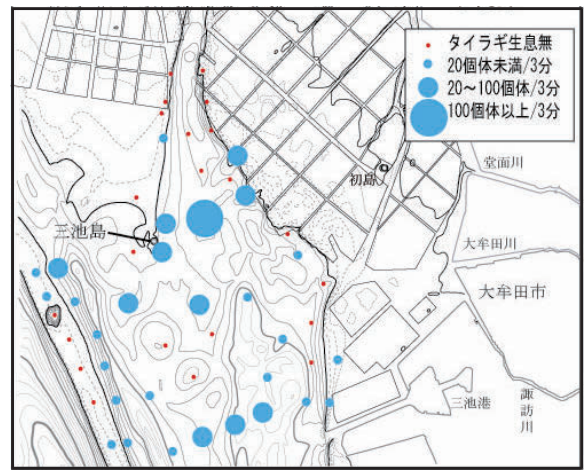 タイラギ生息無
20個体未満/3分
20～100個体/3分
100個体以上/3分
堂面川
初島
三池島
大牟田川
大牟田市
三池港
諏訪川